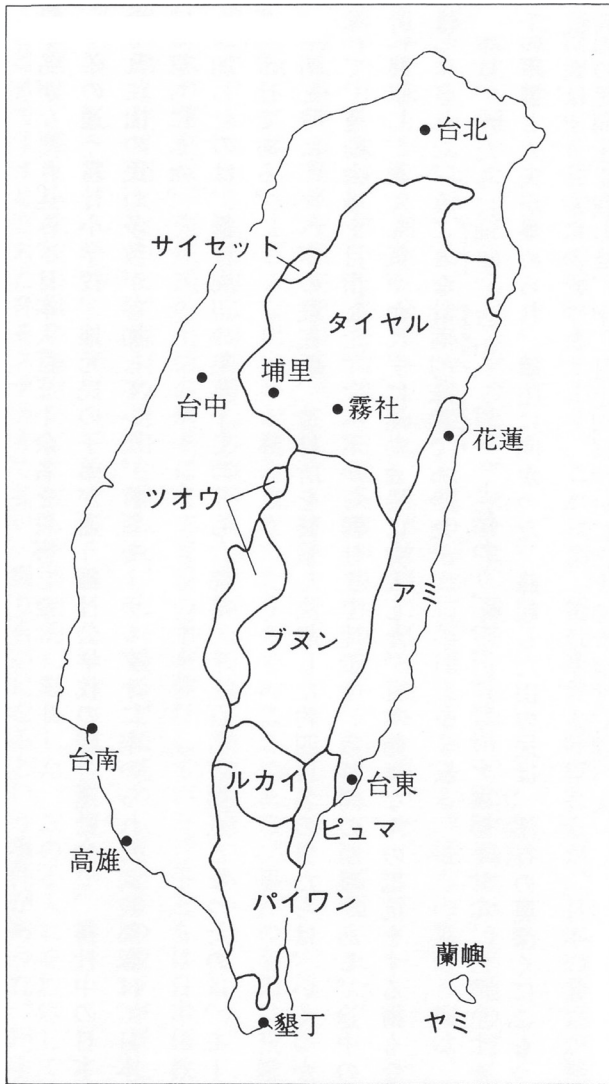 台北
サイセット
タイヤル
埔里
台中
霧社
花蓮
ツオウ
アミ
ブヌン
台南
ルカイ
台東
ピュマ
高雄
パイワン
蘭嶼
ヤミ
墾丁